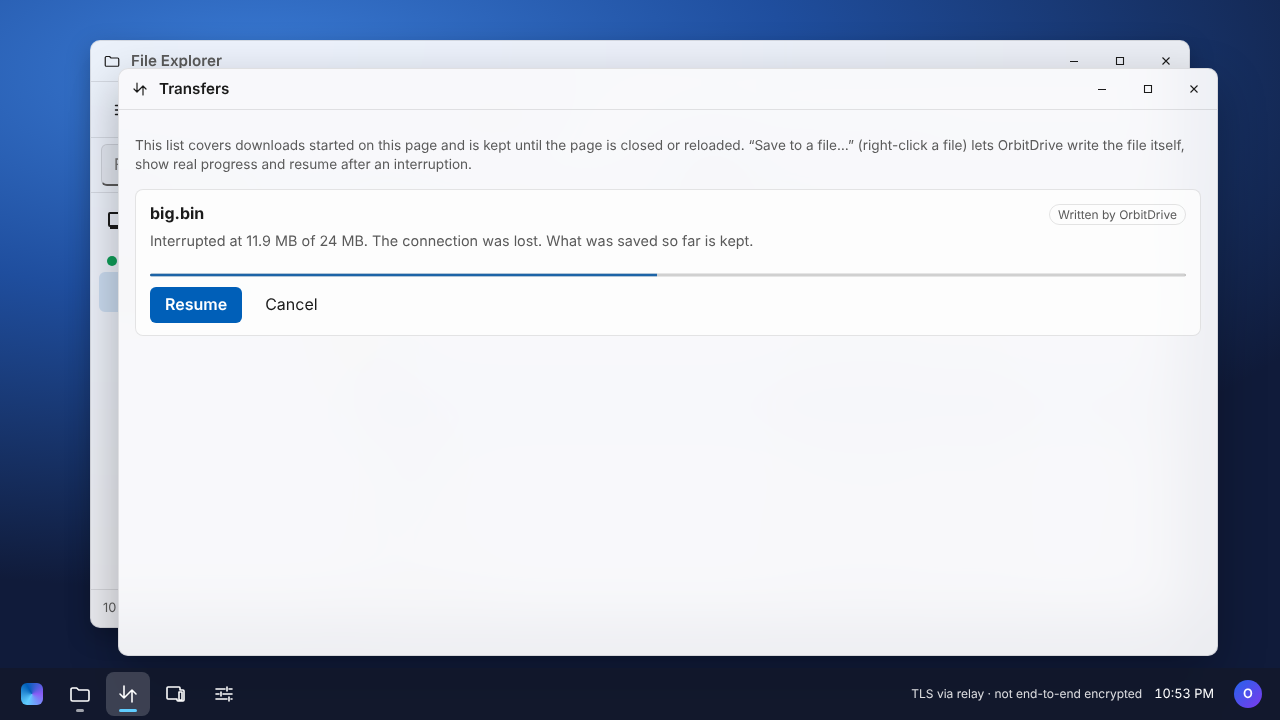 File Explorer
Transfers
This list covers downloads started on this page and is kept until the page is closed or reloaded. “Save to a file…” (right-click a file) lets OrbitDrive write the file itself,
show real progress and resume after an interruption.
big.bin
Written by OrbitDrive
Interrupted at 11.9 MB of 24 MB. The connection was lost. What was saved so far is kept.
Resume
Cancel
10
TLS via relay · not end-to-end encrypted
10:53 PM
O